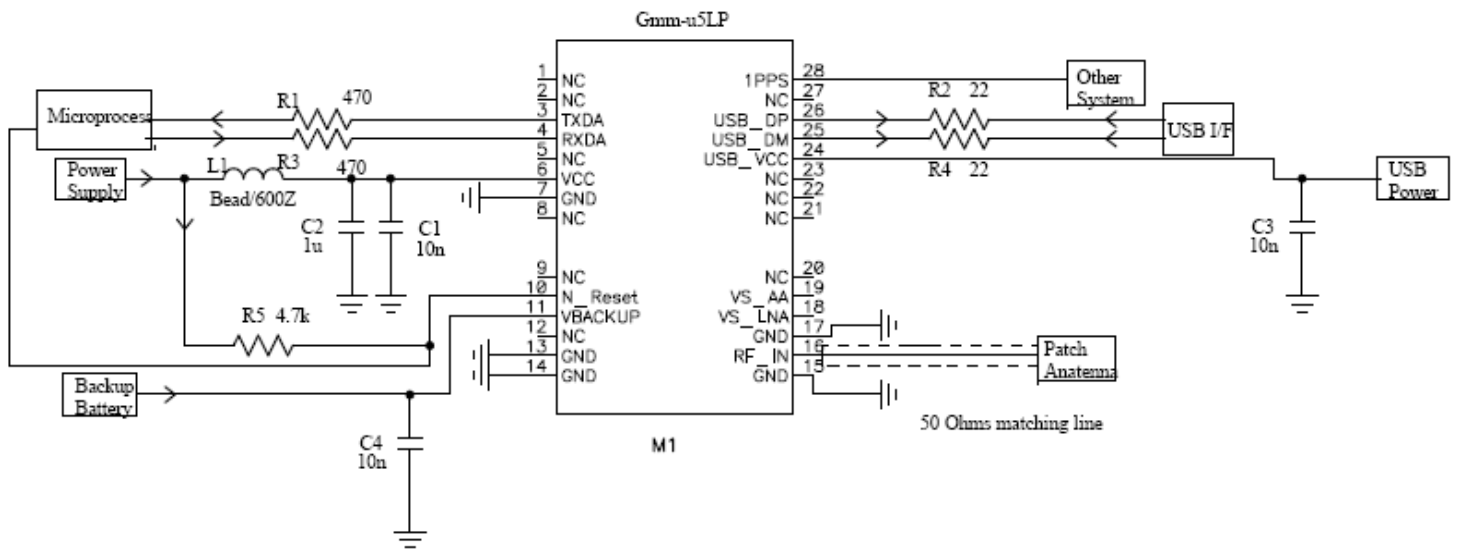 Gmm-u5LP
Microprocess
R1 470
Power
Supply
L1 R3 470
Bead/600Z
C2
1u
C1
10n
R5 4.7k
Backup
Battery
C4
10n
1 NC
2 NC
3 TXDA
4 RXDA
5 NC
6 VCC
7 GND
8 NC
9 NC
10 N_Reset
11 VBACKUP
12 NC
13 GND
14 GND
1PPS 28
NC 27
USB_DP 26
USB_DM 25
USB_VCC 24
NC 23
NC 22
NC 21
NC 20
VS_AA 19
VS_LNA 18
GND 17
RF_IN 16
GND 15
M1
Other
System
R2 22
USB I/F
R4 22
USB
Power
C3
10n
Patch
Anatenna
50 Ohms matching line